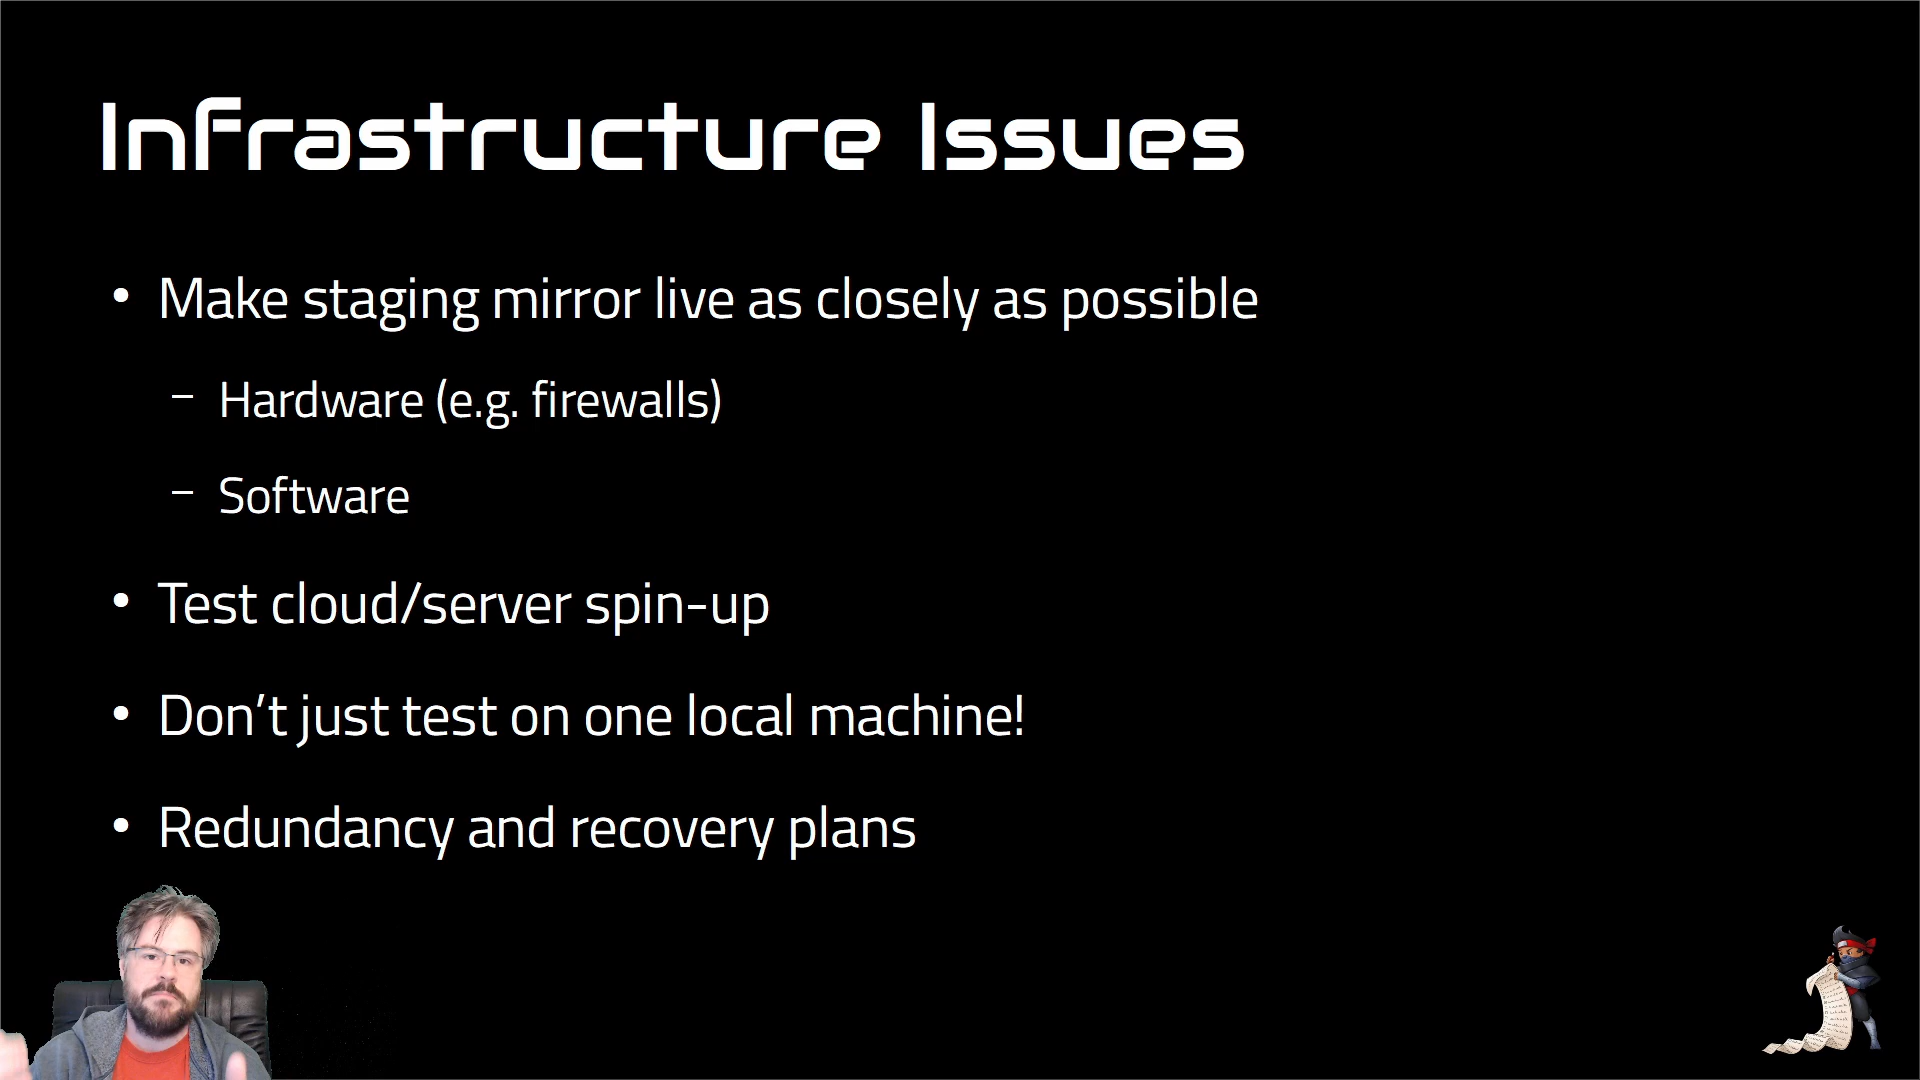 Infrastructure Issues
• Make staging mirror live as closely as possible
– Hardware (e.g. firewalls)
– Software
• Test cloud/server spin-up
• Don’t just test on one local machine!
• Redundancy and recovery plans